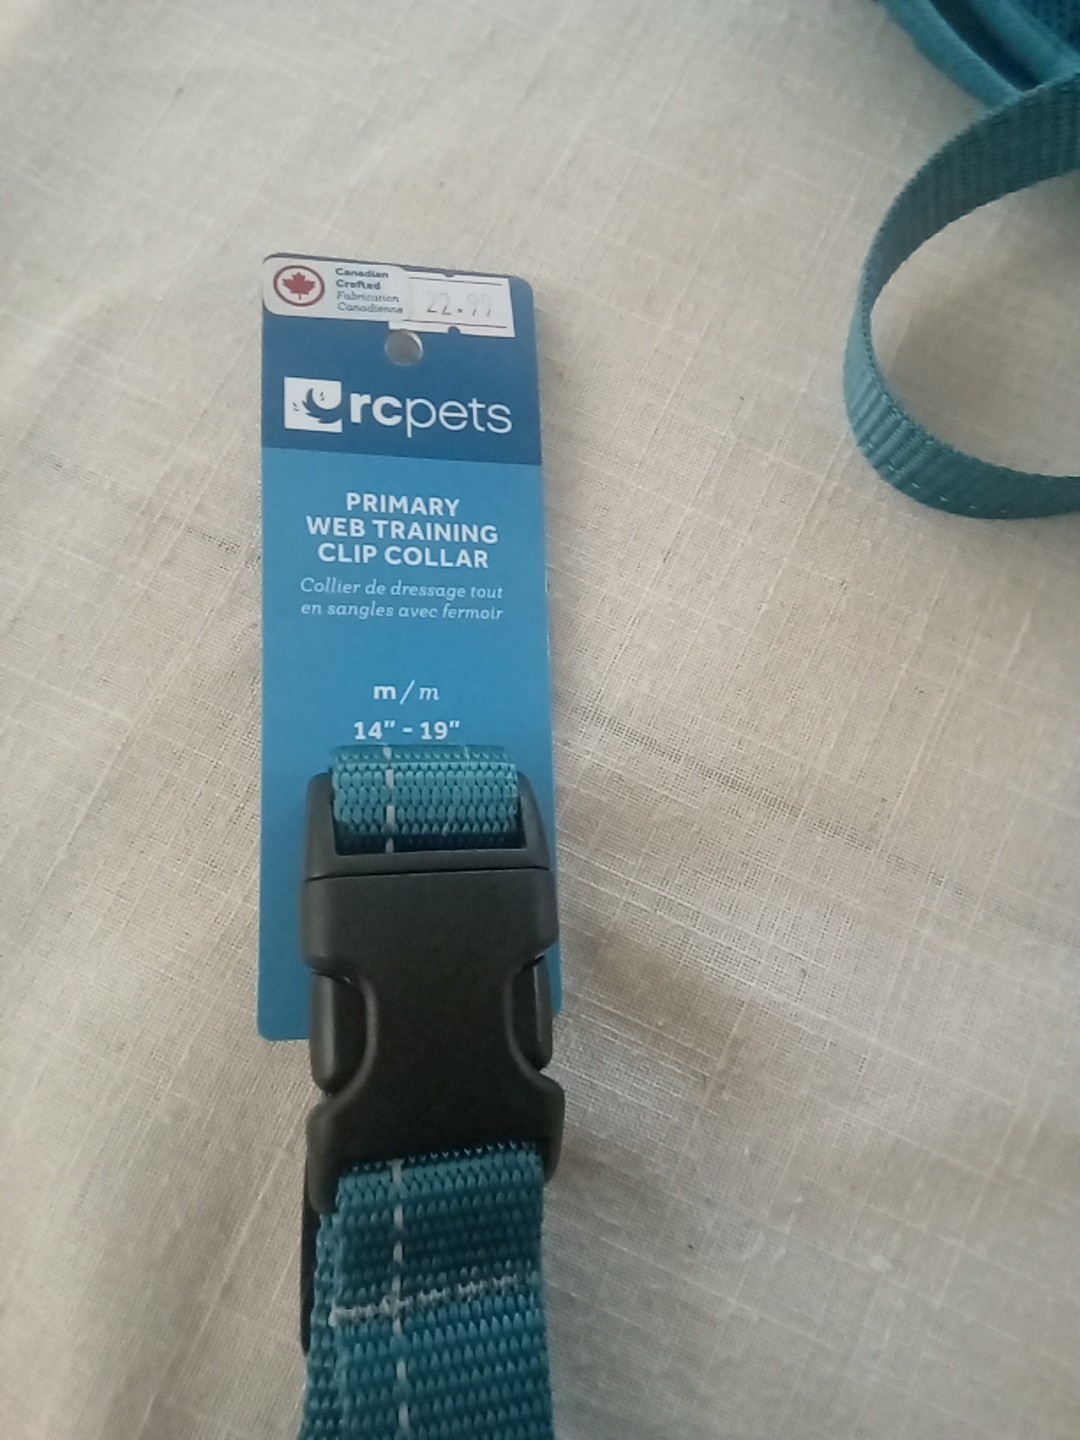 Canadian
Crafted
Fabrication
Canadienne
22.99
rcpets
PRIMARY
WEB TRAINING
CLIP COLLAR
Collier de dressage tout
en sangles avec fermoir
m/m
14" - 19"